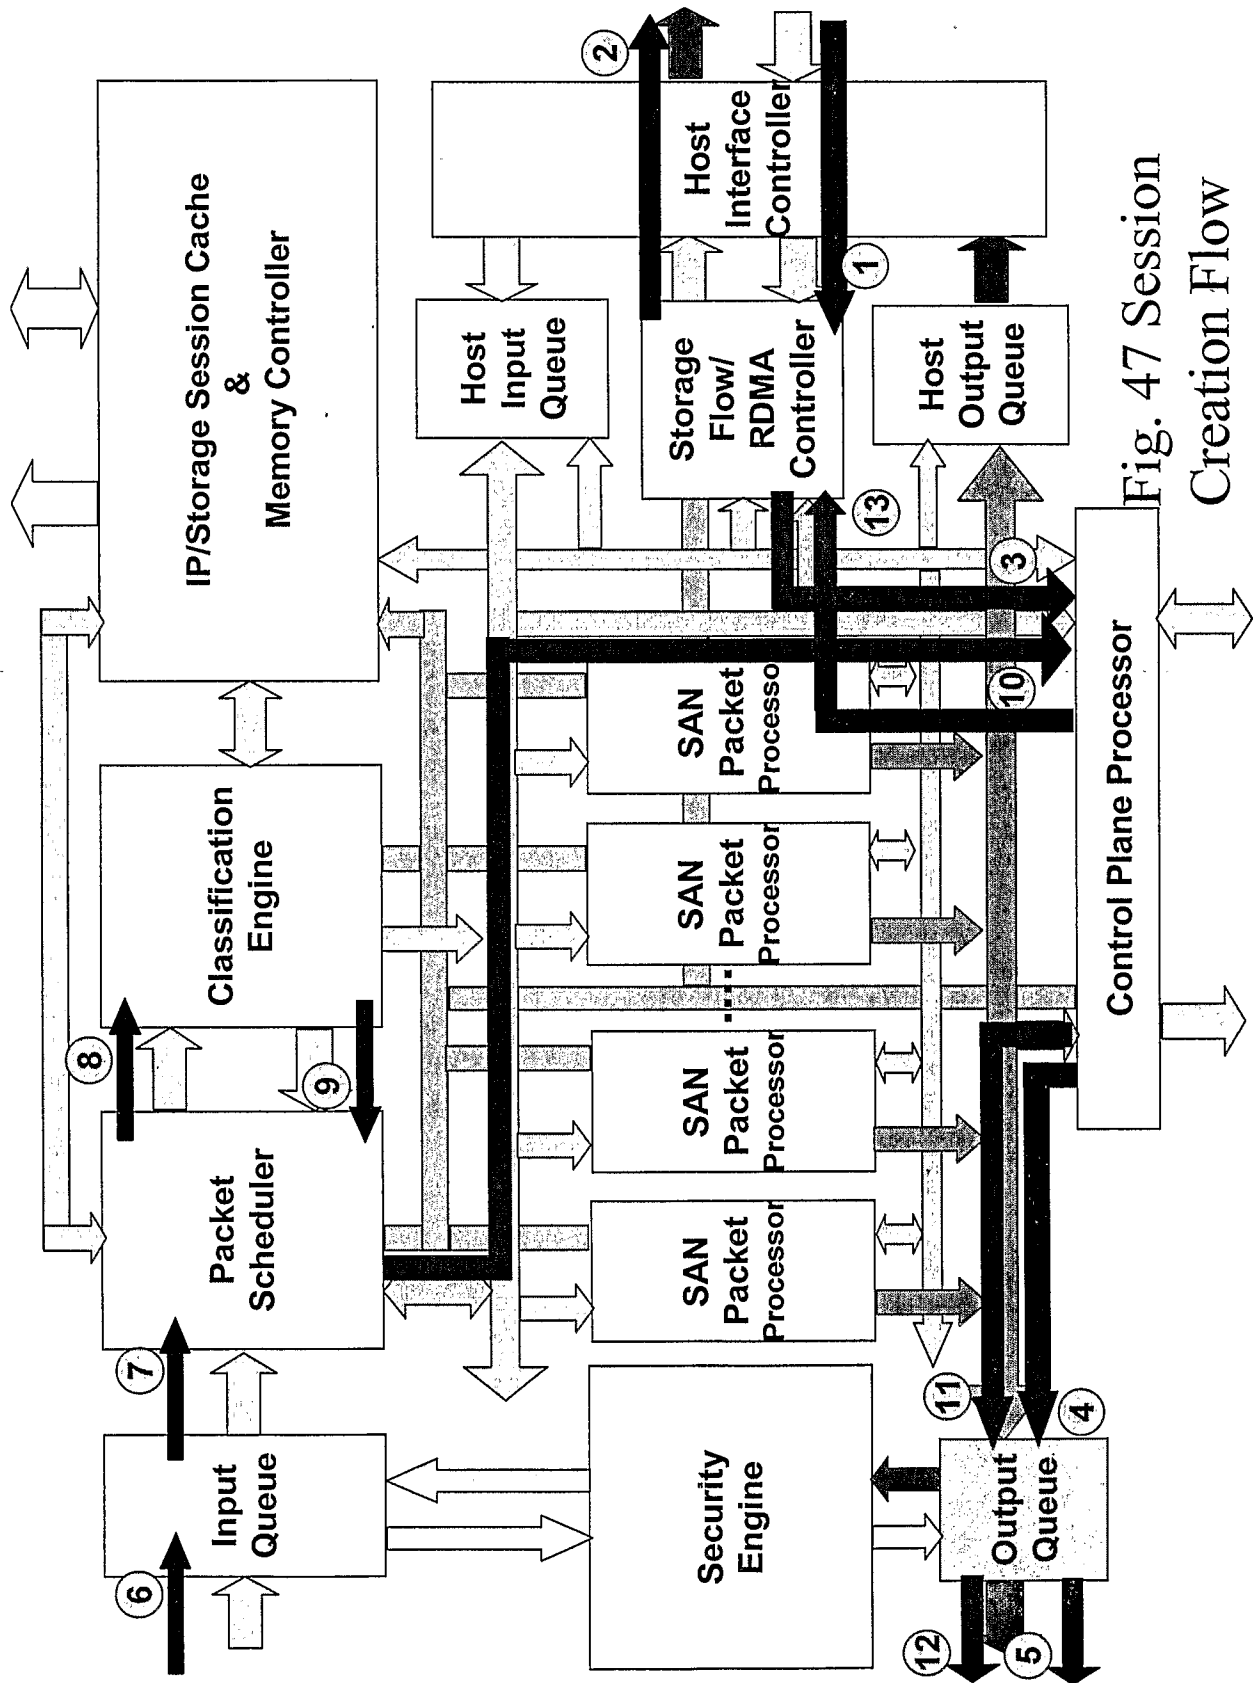 6
7
8
9
12
5
11
4
10
3
13
1
2
Input
Queue
Packet
Scheduler
Classification
Engine
IP/Storage Session Cache
&
Memory Controller
Security
Engine
SAN
Packet
Processor
SAN
Packet
Processor
SAN
Packet
Processor
SAN
Packet
Processo
Host
Input
Queue
Storage
Flow/
RDMA
Controller
Host
Output
Queue
Host
Interface
Controller
Output
Queue
Control Plane Processor
Fig. 47 Session
Creation Flow